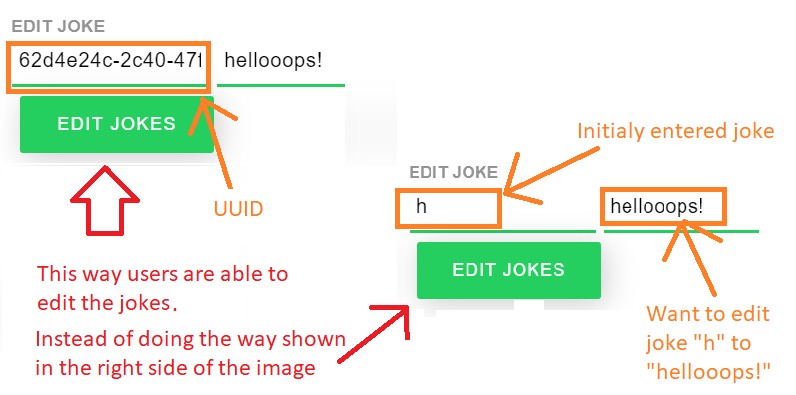 EDIT JOKE
62d4e24c-2c40-47f hellooops!
EDIT JOKES
UUID
This way users are able to
edit the jokes.
Instead of doing the way shown
in the right side of the image
Initialy entered joke
EDIT JOKE
h hellooops!
EDIT JOKES
Want to edit
joke "h" to
"hellooops!"